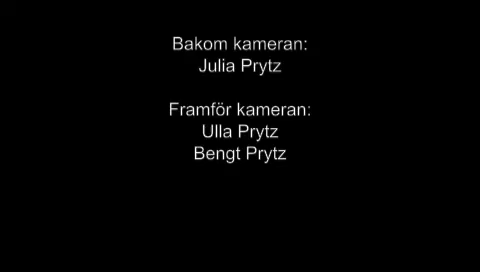 Bakom kameran:
Julia Prytz
Framför kameran:
Ulla Prytz
Bengt Prytz